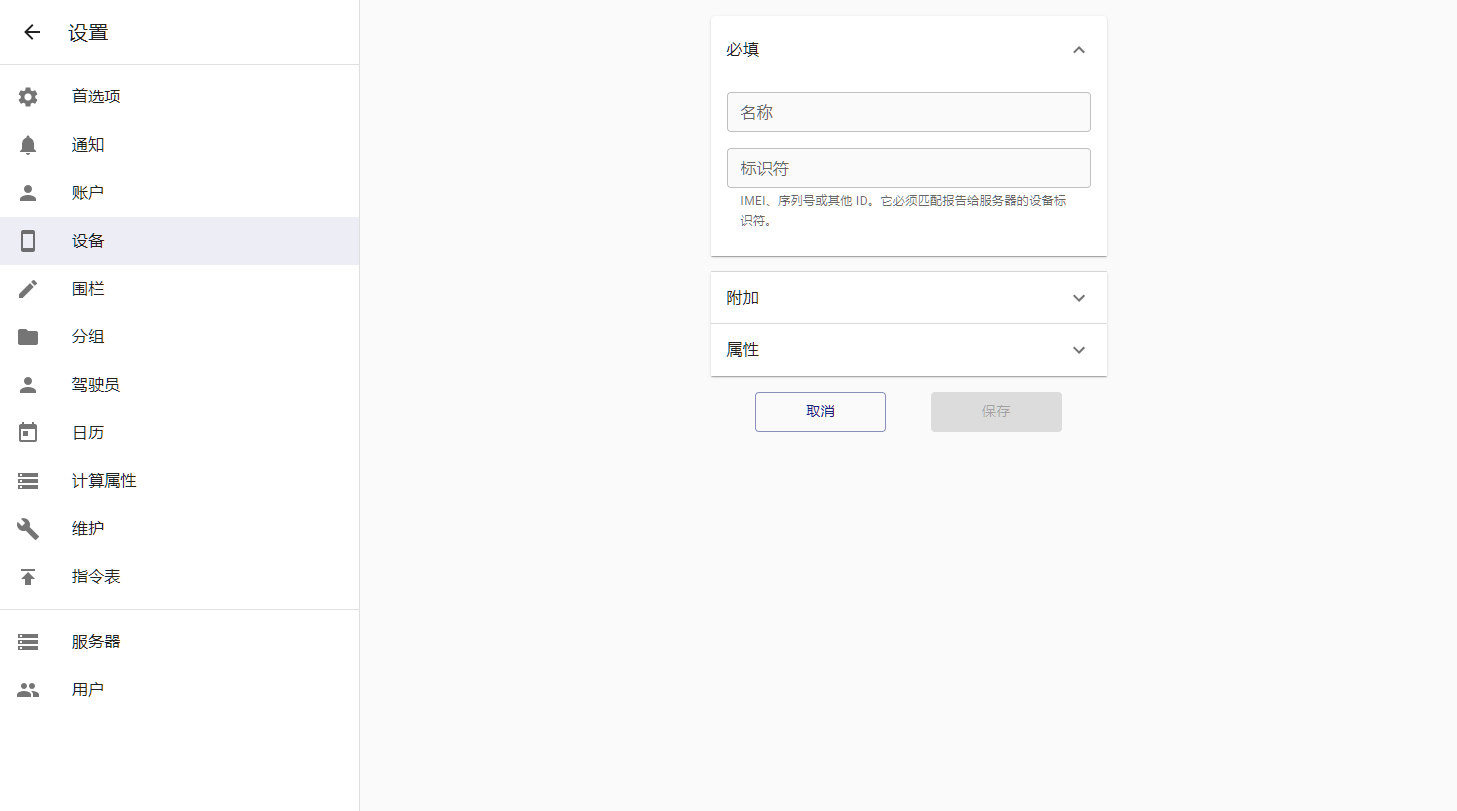 设置
首选项
通知
账户
设备
围栏
分组
驾驶员
日历
计算属性
维护
指令表
服务器
用户
必填
名称
标识符
IMEI、序列号或其他 ID。它必须匹配报告给服务器的设备标
识符。
附加
属性
取消
保存